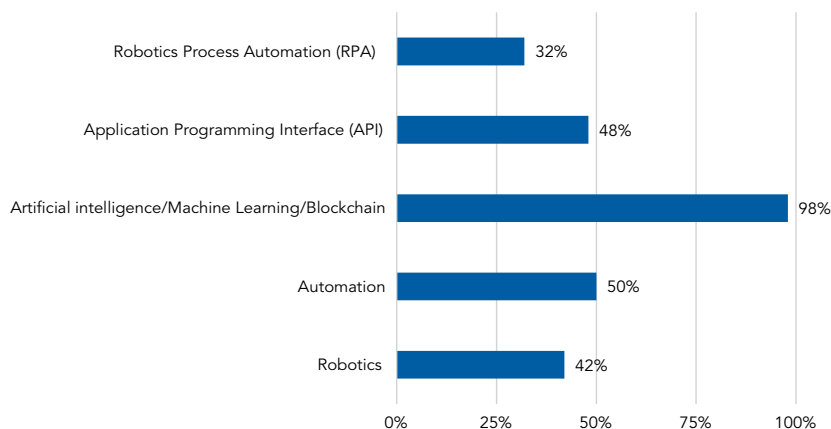 Robotics Process Automation (RPA)
32%
Application Programming Interface (API)
48%
Artificial intelligence/Machine Learning/Blockchain
98%
Automation
50%
Robotics
42%
0%
25%
50%
75%
100%